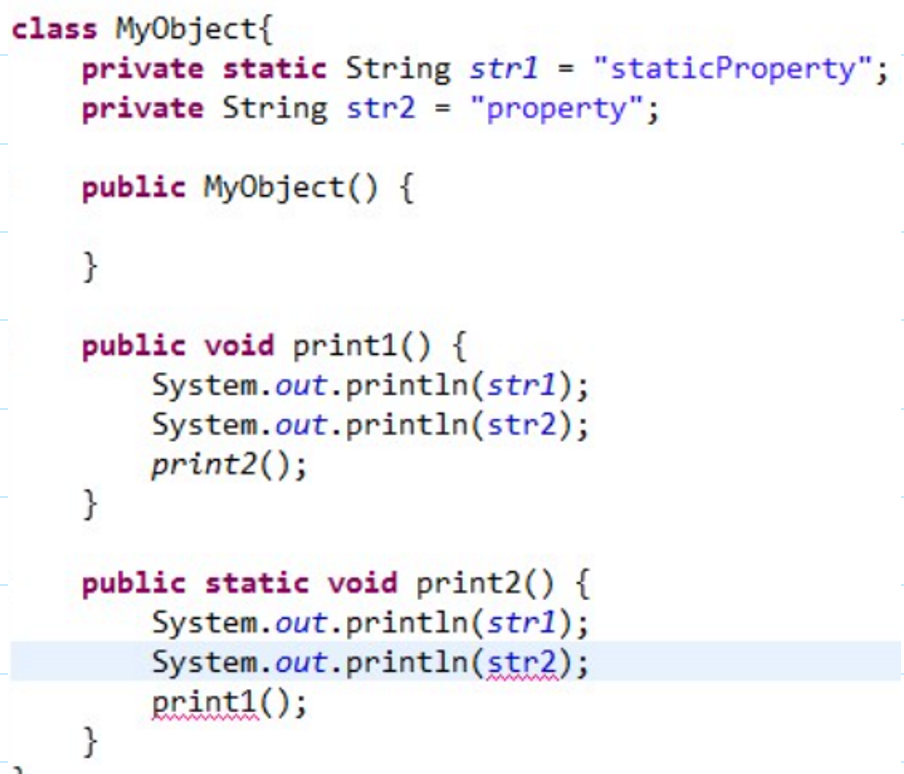 class MyObject{
    private static String str1 = "staticProperty";
    private String str2 = "property";

    public MyObject() {

    }

    public void print1() {
        System.out.println(str1);
        System.out.println(str2);
        print2();
    }

    public static void print2() {
        System.out.println(str1);
        System.out.println(str2);
        print1();
    }
}